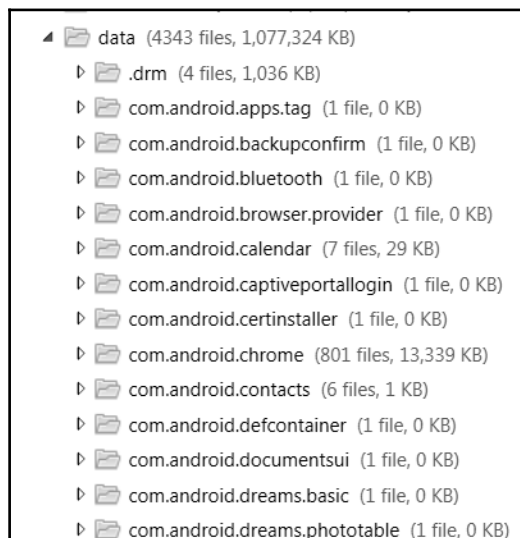 data (4343 files, 1,077,324 KB)
.drm (4 files, 1,036 KB)
com.android.apps.tag (1 file, 0 KB)
com.android.backupconfirm (1 file, 0 KB)
com.android.bluetooth (1 file, 0 KB)
com.android.browser.provider (1 file, 0 KB)
com.android.calendar (7 files, 29 KB)
com.android.captiveportallogin (1 file, 0 KB)
com.android.certinstaller (1 file, 0 KB)
com.android.chrome (801 files, 13,339 KB)
com.android.contacts (6 files, 1 KB)
com.android.defcontainer (1 file, 0 KB)
com.android.documentsui (1 file, 0 KB)
com.android.dreams.basic (1 file, 0 KB)
com.android.dreams.phototable (1 file, 0 KB)